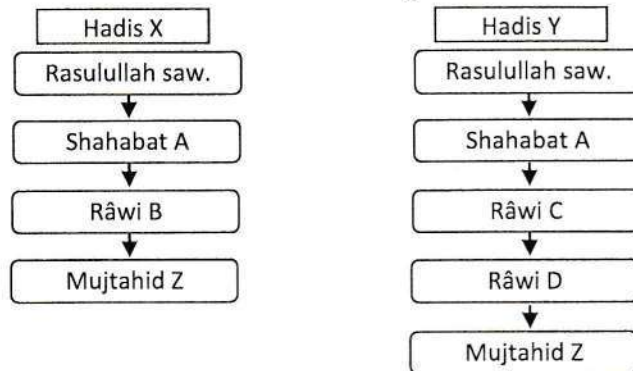 Hadis X
Rasulullah saw.
Shahabat A
Râwi B
Mujtahid Z
Hadis Y
Rasulullah saw.
Shahabat A
Râwi C
Râwi D
Mujtahid Z